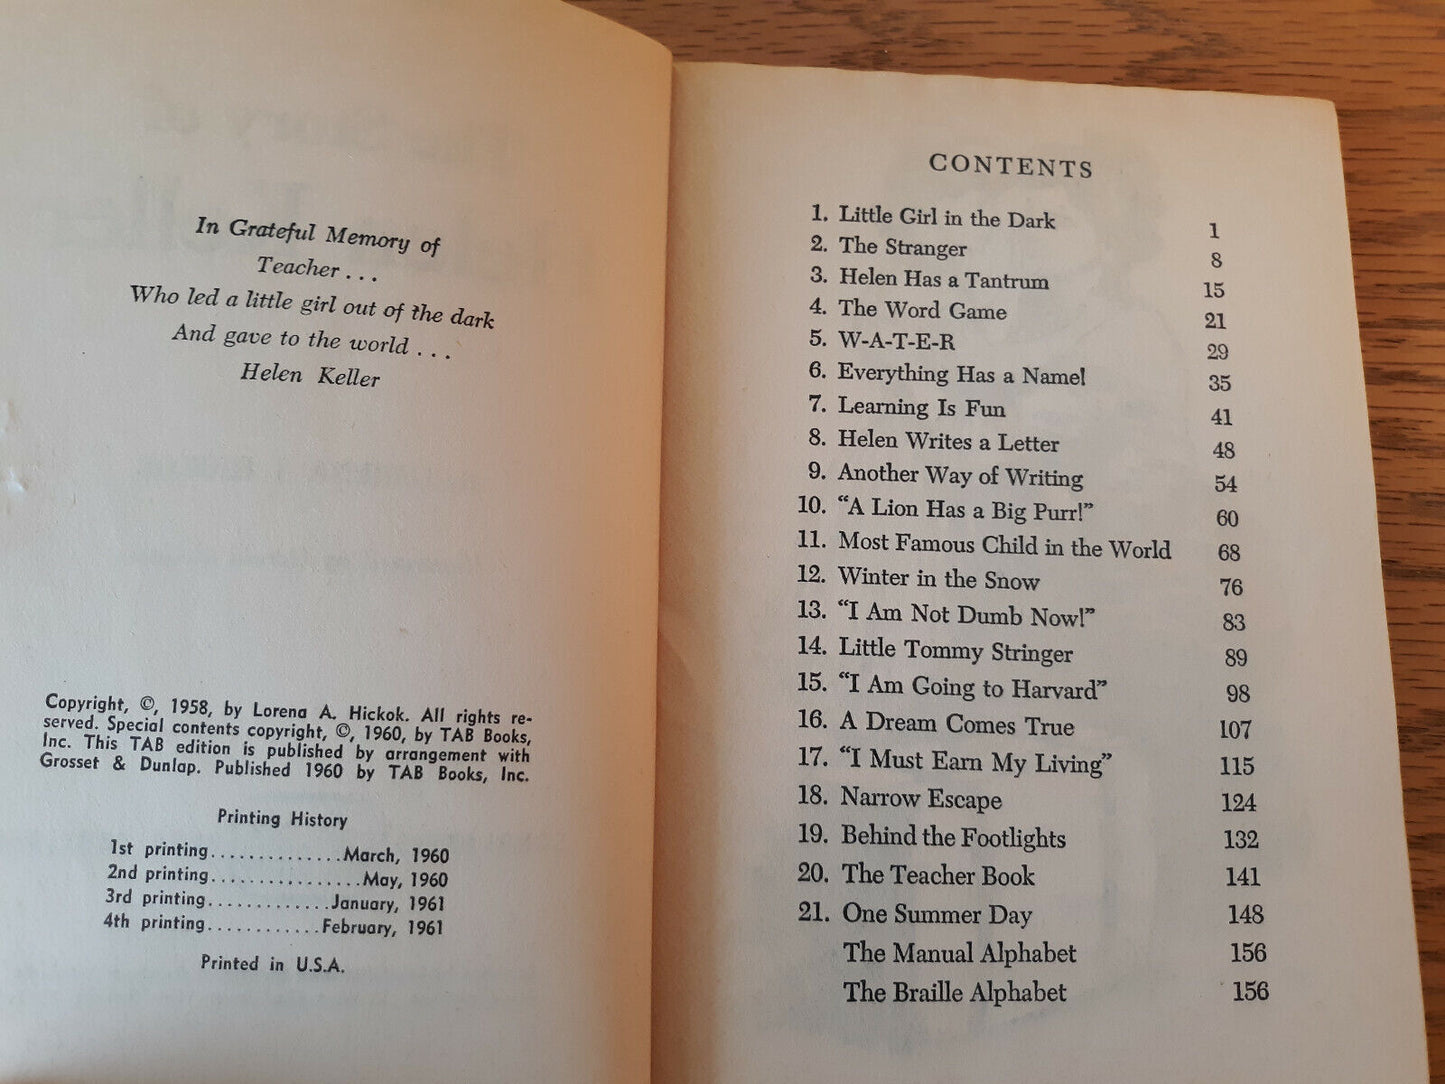 In Grateful Memory of
Teacher . . .
Who led a little girl out of the dark
And gave to the world . . .
Helen Keller
Copyright, ©, 1958, by Lorena A. Hickok. All rights re-
served. Special contents copyright, ©, 1960, by TAB Books,
Inc. This TAB edition is published by arrangement with
Grosset & Dunlap. Published 1960 by TAB Books, Inc.
Printing History
1st printing..............March, 1960
2nd printing................May, 1960
3rd printing.............January, 1961
4th printing............February, 1961
Printed in U.S.A.
CONTENTS
1. Little Girl in the Dark 1
2. The Stranger 8
3. Helen Has a Tantrum 15
4. The Word Game 21
5. W-A-T-E-R 29
6. Everything Has a Name! 35
7. Learning Is Fun 41
8. Helen Writes a Letter 48
9. Another Way of Writing 54
10. “A Lion Has a Big Purr!” 60
11. Most Famous Child in the World 68
12. Winter in the Snow 76
13. “I Am Not Dumb Now!” 83
14. Little Tommy Stringer 89
15. “I Am Going to Harvard” 98
16. A Dream Comes True 107
17. “I Must Earn My Living” 115
18. Narrow Escape 124
19. Behind the Footlights 132
20. The Teacher Book 141
21. One Summer Day 148
The Manual Alphabet 156
The Braille Alphabet 156